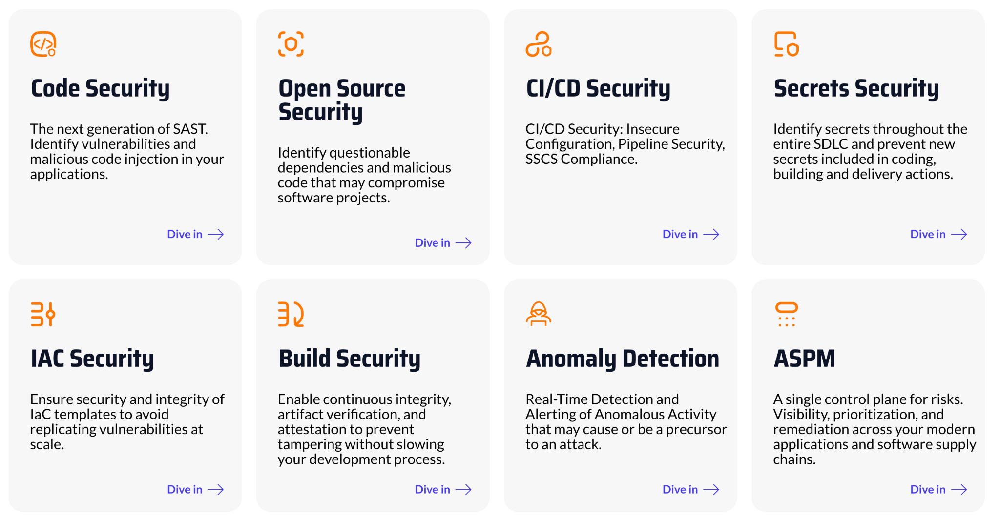 Code Security
The next generation of SAST.
Identify vulnerabilities and
malicious code injection in your
applications.
Dive in
Open Source
Security
Identify questionable
dependencies and malicious
code that may compromise
software projects.
Dive in
CI/CD Security
CI/CD Security: Insecure
Configuration, Pipeline Security,
SSCS Compliance.
Dive in
Secrets Security
Identify secrets throughout the
entire SDLC and prevent new
secrets included in coding,
building and delivery actions.
Dive in
IAC Security
Ensure security and integrity of
IaC templates to avoid
replicating vulnerabilities at
scale.
Dive in
Build Security
Enable continuous integrity,
artifact verification, and
attestation to prevent
tampering without slowing
your development process.
Dive in
Anomaly Detection
Real-Time Detection and
Alerting of Anomalous Activity
that may cause or be a precursor
to an attack.
Dive in
ASPM
A single control plane for risks.
Visibility, prioritization, and
remediation across your modern
applications and software supply
chains.
Dive in